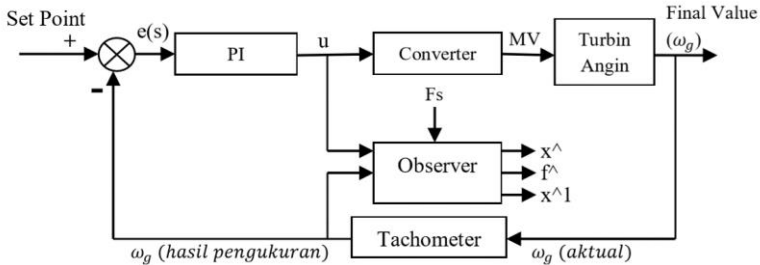 Set Point
Final Value
+
e(s)
PI
u
Converter
MV
Turbin
Angin
(ω_g)
-
Fs
Observer
x^
f^
x^1
Tachometer
ω_g (hasil pengukuran)
ω_g (aktual)